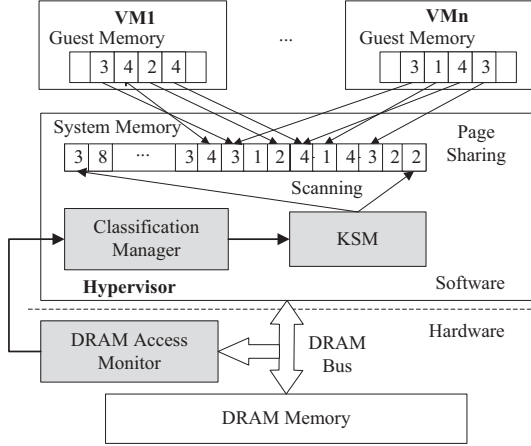 VM1
Guest Memory
3 4 2 4
...
VMn
Guest Memory
3 1 4 3
System Memory
Page
Sharing
3 8 ... 3 4 3 1 2 4 1 4 3 2 2
Scanning
Classification
Manager
KSM
Hypervisor
Software
Hardware
DRAM Access
Monitor
DRAM
Bus
DRAM Memory